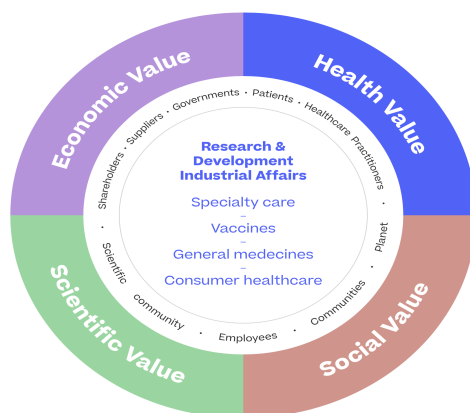 Economic Value
Health Value
Shareholders · Suppliers · Governments · Patients · Healthcare Practitioners · Planet · Communities · Employees · Scientific community ·
Research &
Development
Industrial Affairs
Specialty care
–
Vaccines
–
General medecines
–
Consumer healthcare
Scientific Value
Social Value